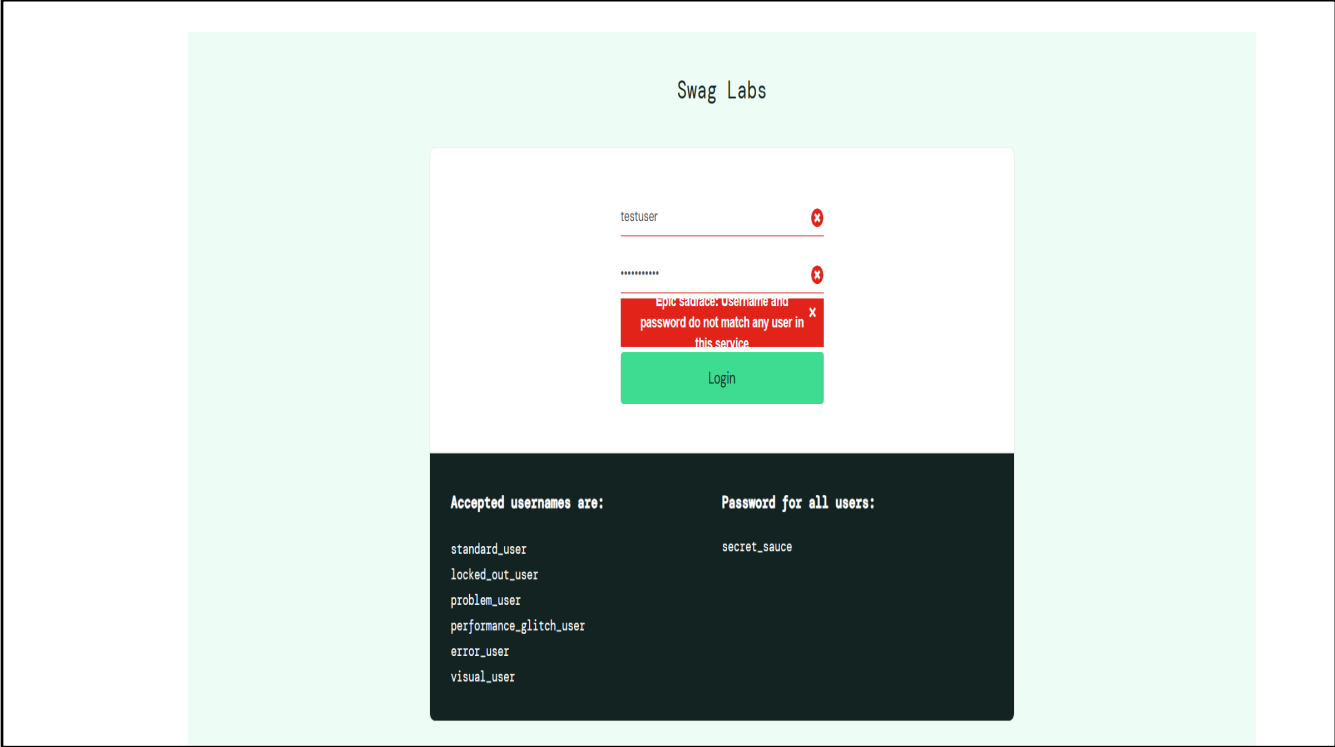 Swag Labs
testuser
•••••••••••
Epic sadface: Username and
password do not match any user in
this service
Login
Accepted usernames are:
Password for all users:
standard_user
locked_out_user
problem_user
performance_glitch_user
error_user
visual_user
secret_sauce